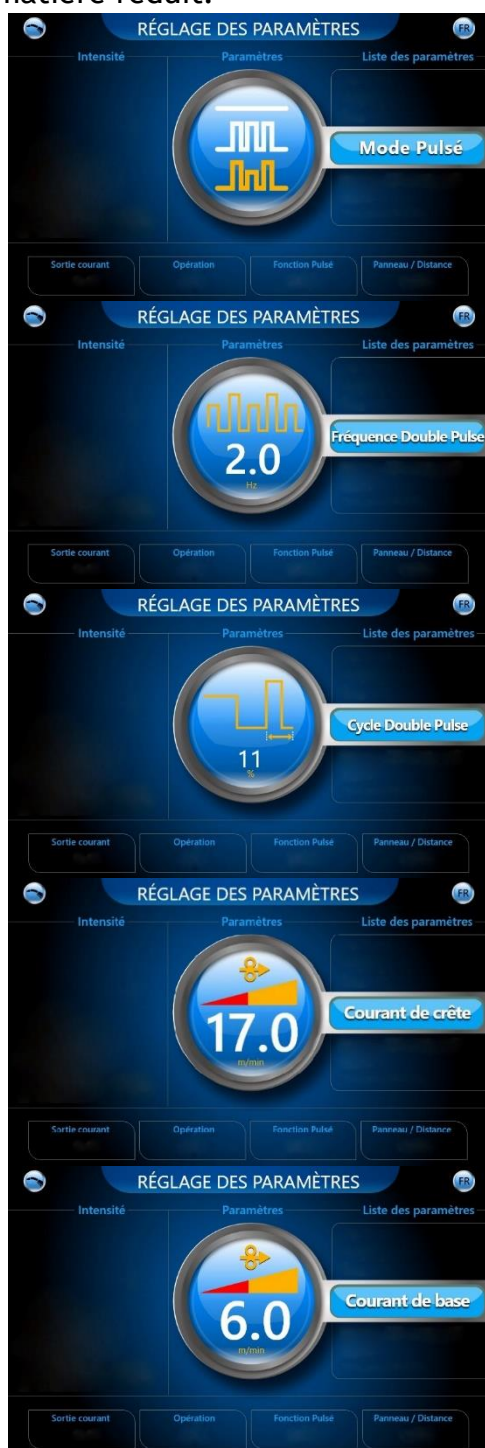 matière réduit.
RÉGLAGE DES PARAMÈTRES FR
Intensité Paramètres Liste des paramètres
Mode Pulsé
Sortie courant Opération Fonction Pulsé Panneau / Distance
RÉGLAGE DES PARAMÈTRES FR
Intensité Paramètres Liste des paramètres
2.0
Hz
Fréquence Double Pulse
Sortie courant Opération Fonction Pulsé Panneau / Distance
RÉGLAGE DES PARAMÈTRES FR
Intensité Paramètres Liste des paramètres
Cycle Double Pulse
11
%
Sortie courant Opération Fonction Pulsé Panneau / Distance
RÉGLAGE DES PARAMÈTRES FR
Intensité Paramètres Liste des paramètres
Courant de crête
17.0
m/min
Sortie courant Opération Fonction Pulsé Panneau / Distance
RÉGLAGE DES PARAMÈTRES FR
Intensité Paramètres Liste des paramètres
Courant de base
6.0
m/min
Sortie courant Opération Fonction Pulsé Panneau / Distance